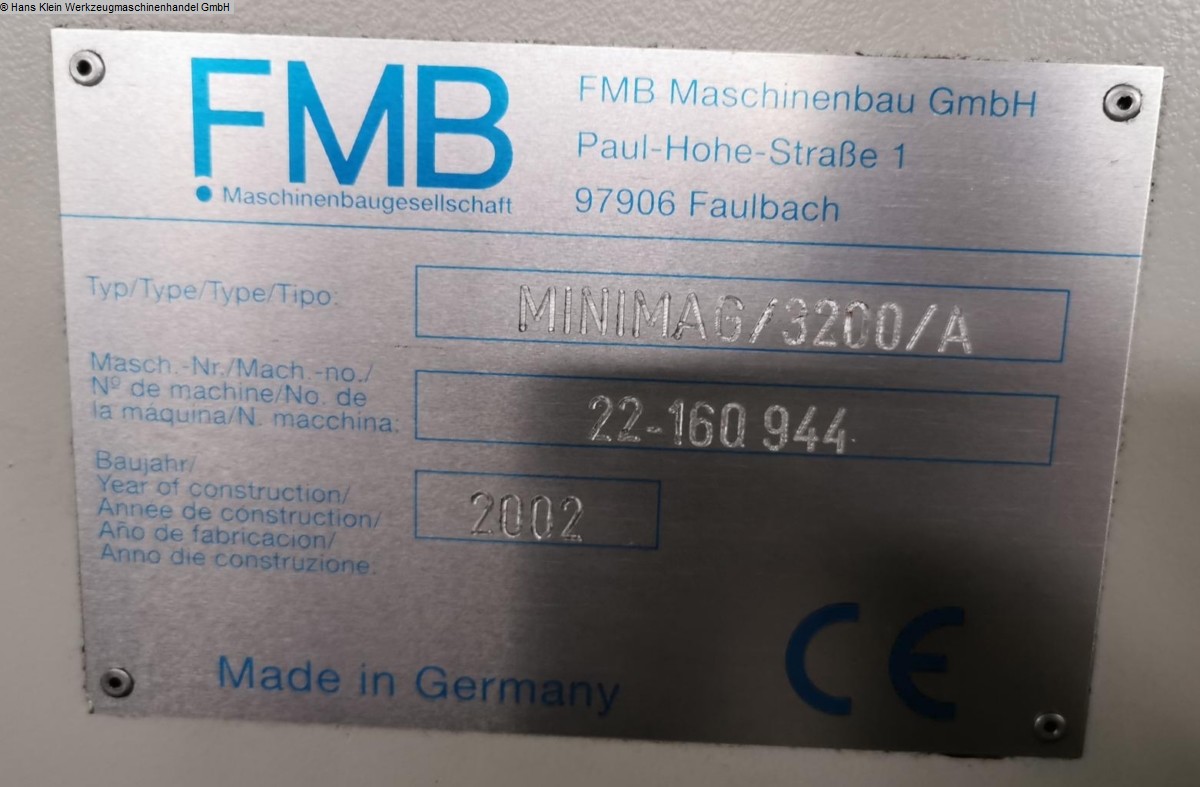 © Hans Klein Werkzeugmaschinenhandel GmbH
FMB
Maschinenbaugesellschaft
FMB Maschinenbau GmbH
Paul-Hohe-Straße 1
97906 Faulbach
Typ/Type/Type/Tipo:
MINIMAG/3200/A
Masch.-Nr./Mach.-no./
Nº de machine/No. de
la máquina/N. macchina:
22-160 944
Baujahr/
Year of construction/
Année de construction/
Año de fabricación/
Anno die construzione:
2002
Made in Germany
CE